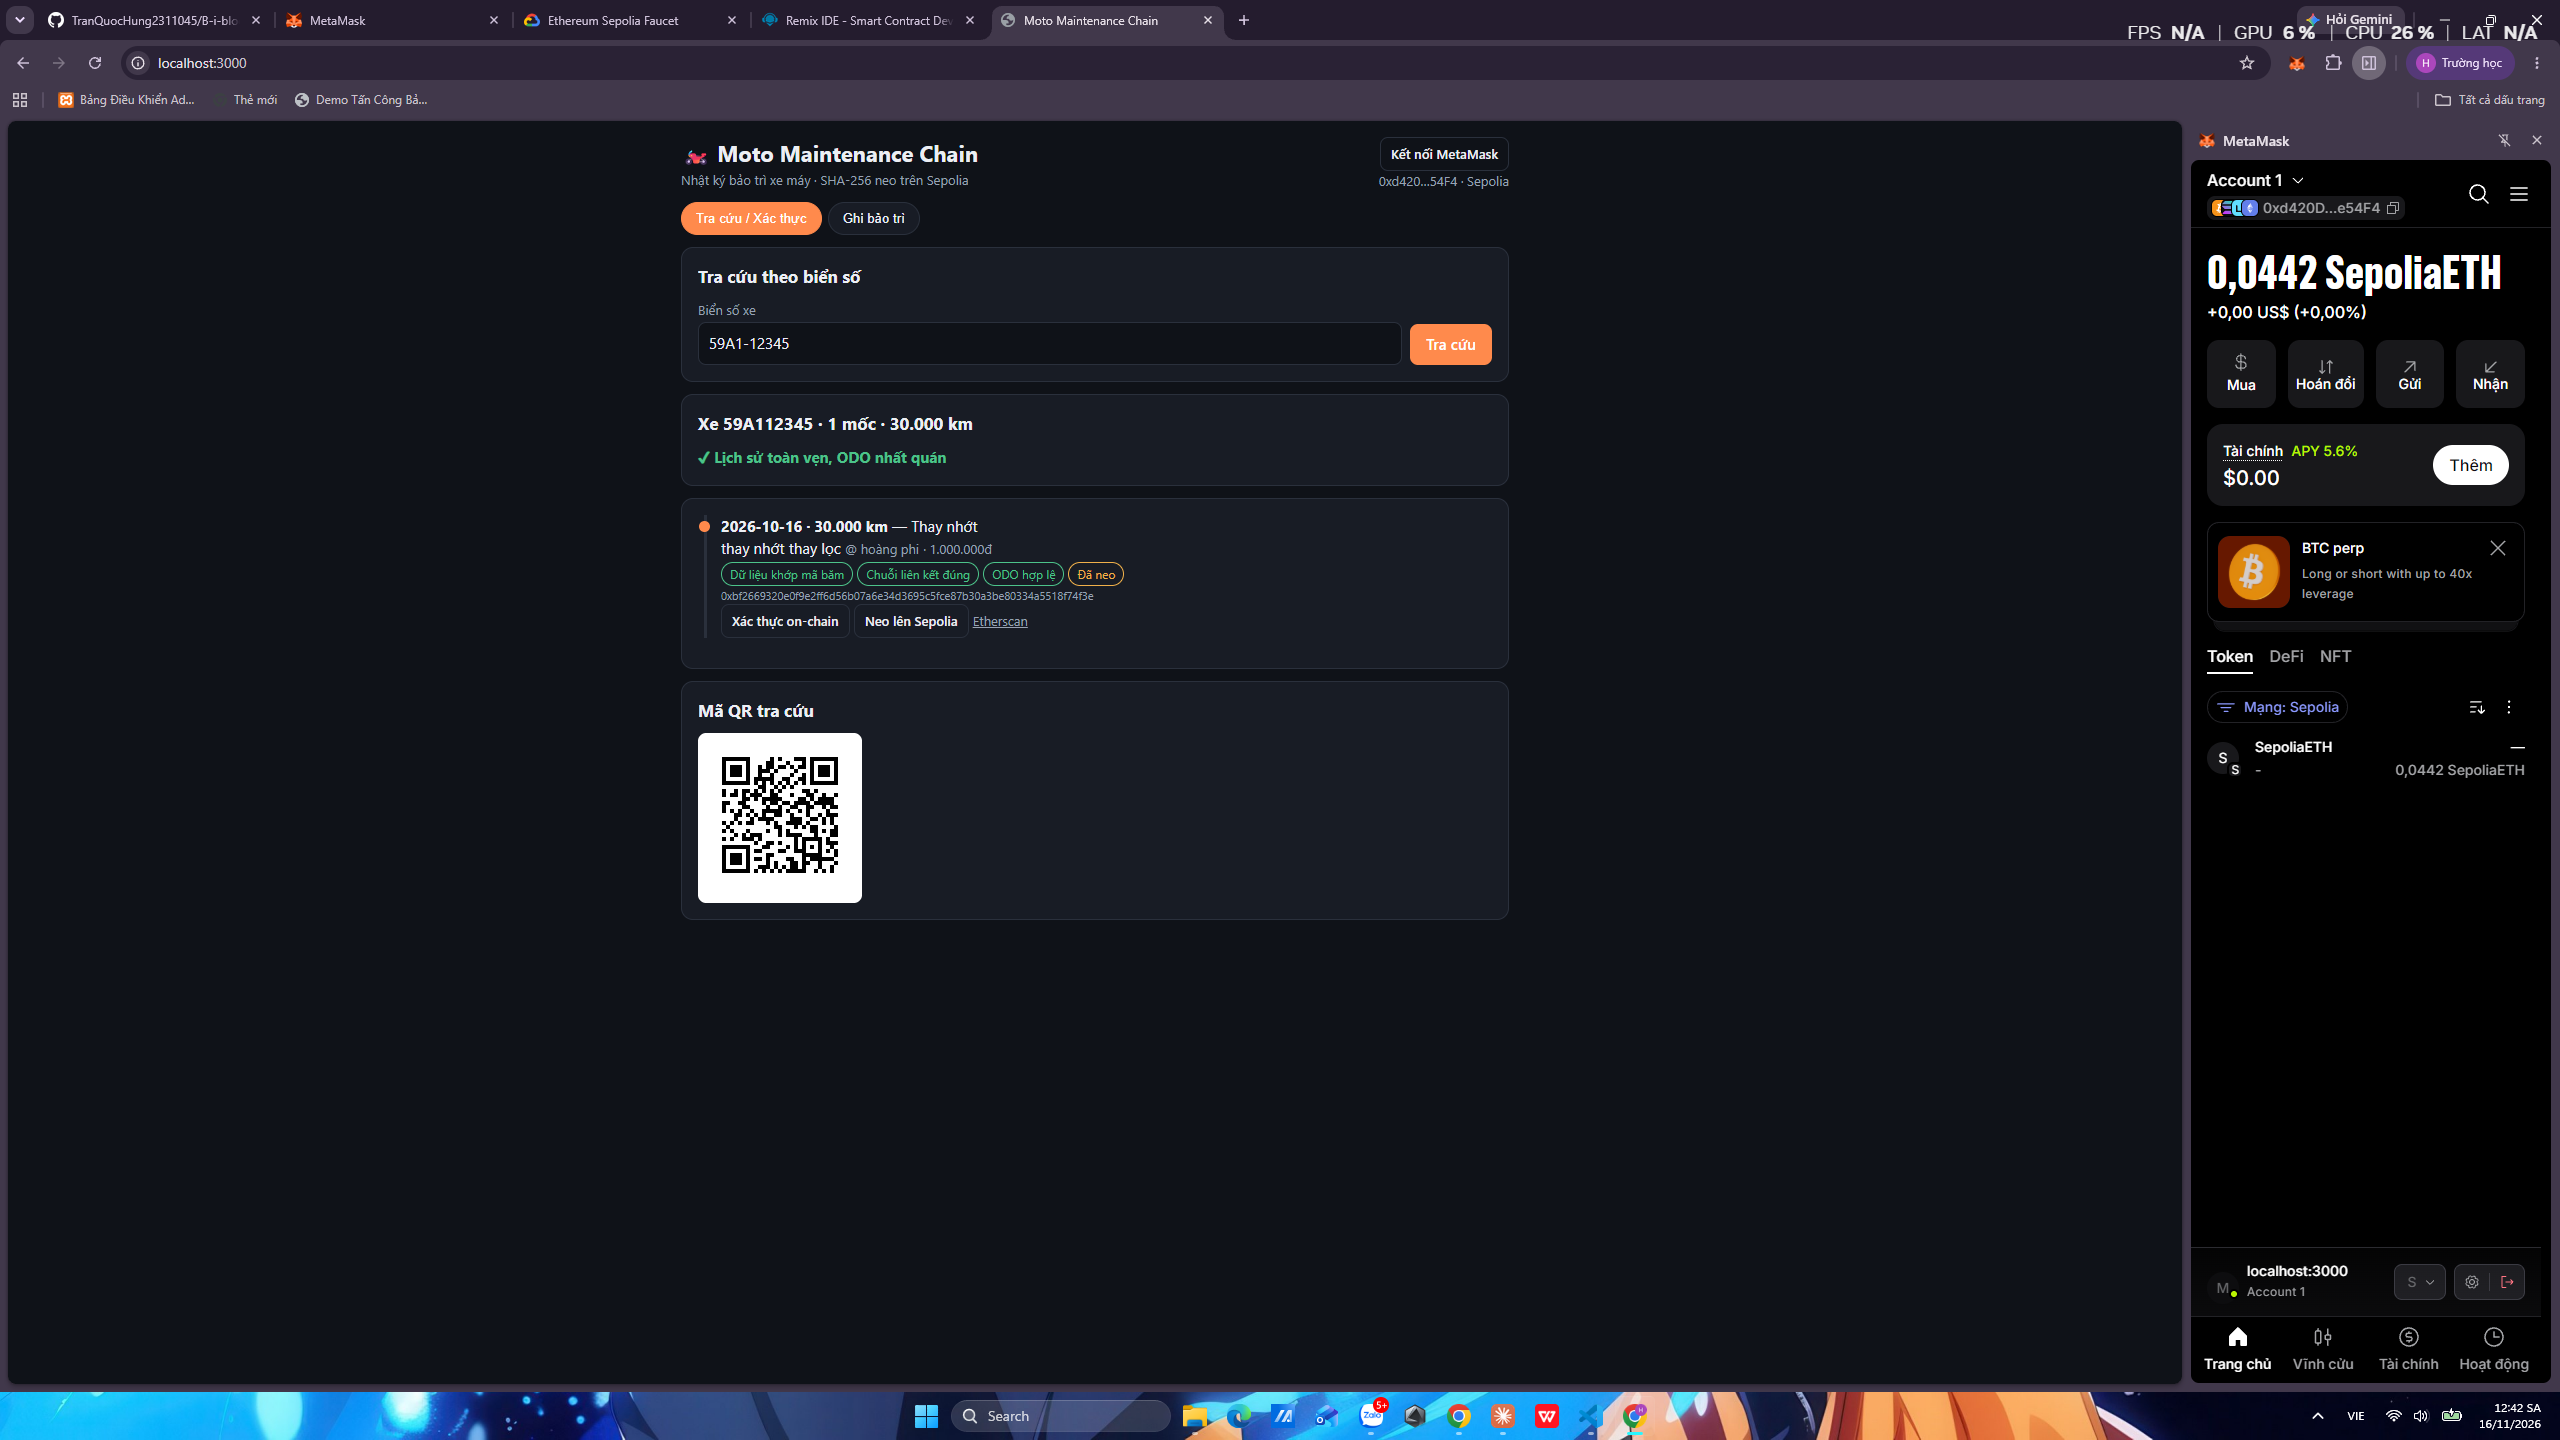 TranQuocHung2311045/B-i-blo
MetaMask
Ethereum Sepolia Faucet
Remix IDE - Smart Contract Dev
Moto Maintenance Chain
Hỏi Gemini
FPS N/A | GPU 6 % | CPU 26 % | LAT N/A
localhost:3000
H Trường học
Bảng Điều Khiển Ad...
Thẻ mới
Demo Tấn Công Bả...
Tất cả dấu trang
Moto Maintenance Chain
Nhật ký bảo trì xe máy · SHA-256 neo trên Sepolia
Kết nối MetaMask
0xd420...54F4 · Sepolia
Tra cứu / Xác thực
Ghi bảo trì
Tra cứu theo biển số
Biển số xe
59A1-12345
Tra cứu
Xe 59A112345 · 1 mốc · 30.000 km
✔ Lịch sử toàn vẹn, ODO nhất quán
2026-10-16 · 30.000 km — Thay nhớt
thay nhớt thay lọc @ hoàng phi · 1.000.000đ
Dữ liệu khớp mã băm
Chuỗi liên kết đúng
ODO hợp lệ
Đã neo
0xbf2669320e0f9e2ff6d56b07a6e34d3695c5fce87b30a3be80334a5518f74f3e
Xác thực on-chain
Neo lên Sepolia
Etherscan
Mã QR tra cứu
MetaMask
Account 1
0xd420D...e54F4
0,0442 SepoliaETH
+0,00 US$ (+0,00%)
Mua
Hoán đổi
Gửi
Nhận
Tài chính APY 5.6%
$0.00
Thêm
BTC perp
Long or short with up to 40x
leverage
Token
DeFi
NFT
Mạng: Sepolia
S
S
SepoliaETH
—
-
0,0442 SepoliaETH
M
localhost:3000
Account 1
S
Trang chủ
Vĩnh cửu
Tài chính
Hoạt động
Search
Zalo
5+
VIE
12:42 SA
16/11/2026